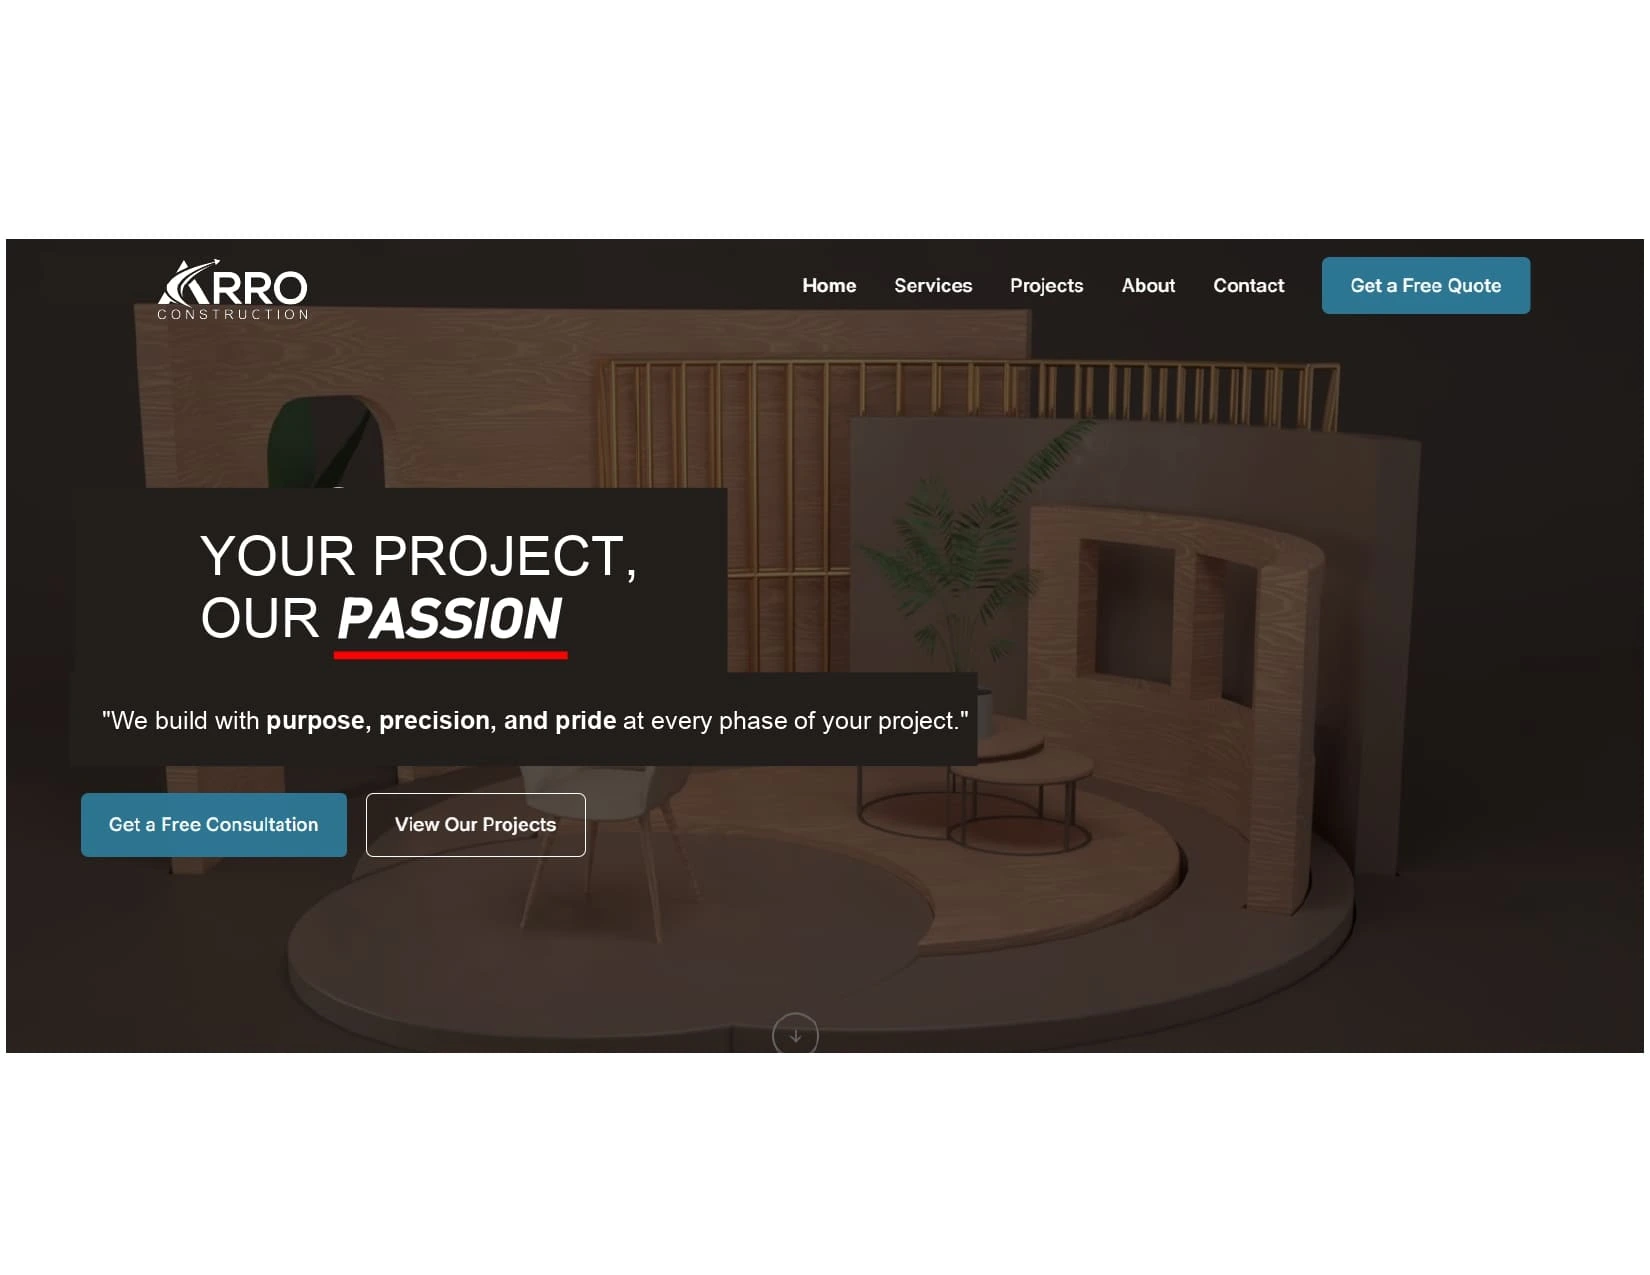 ARRO
CONSTRUCTION
Home Services Projects About Contact Get a Free Quote
YOUR PROJECT,
OUR PASSION
"We build with purpose, precision, and pride at every phase of your project."
Get a Free Consultation View Our Projects